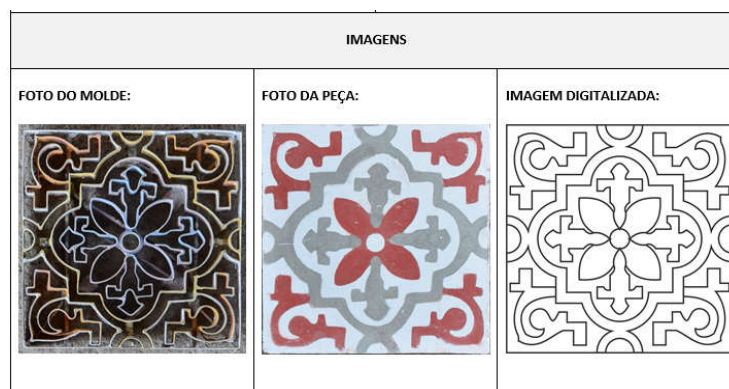 IMAGENS
FOTO DO MOLDE:
FOTO DA PEÇA:
IMAGEM DIGITALIZADA: